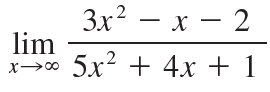 lim x→∞ (3x² − x − 2) / (5x² + 4x + 1)